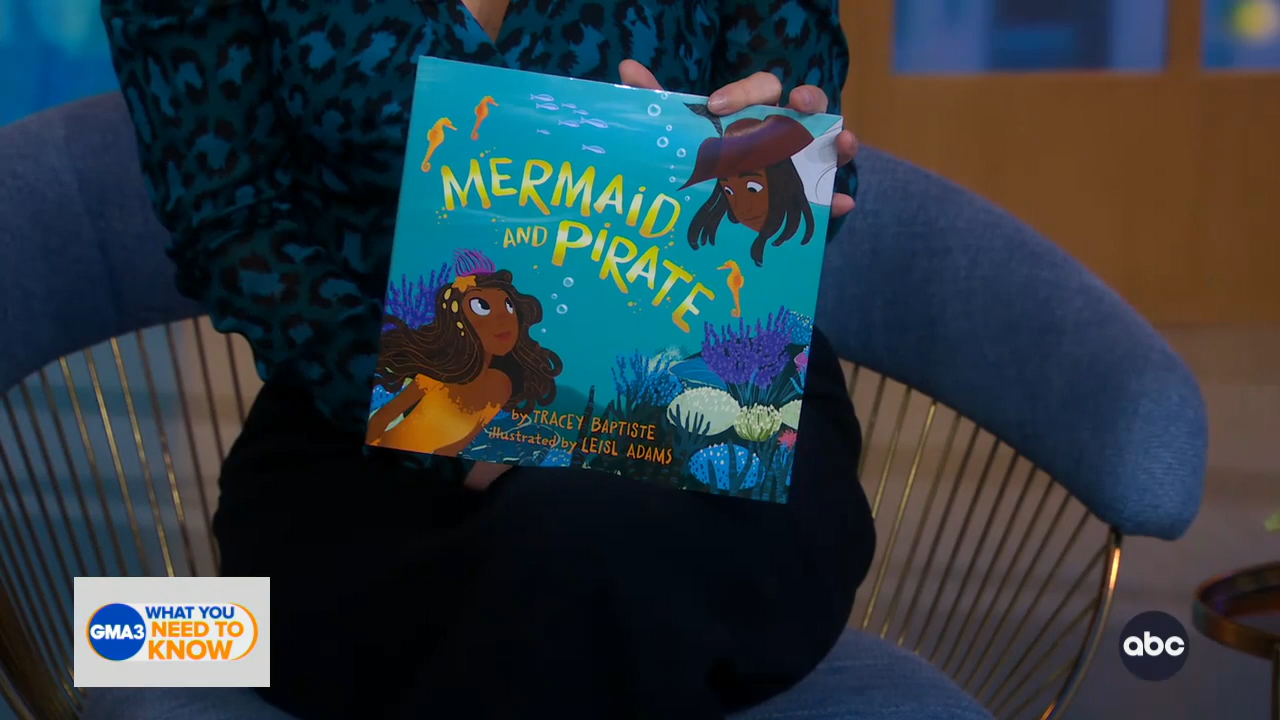 MERMAiD
AND PiRATE
by TRACEY BAPTISTE
illustrated by LEISL ADAMS
GMA3
WHAT YOU
NEED TO
KNOW
abc